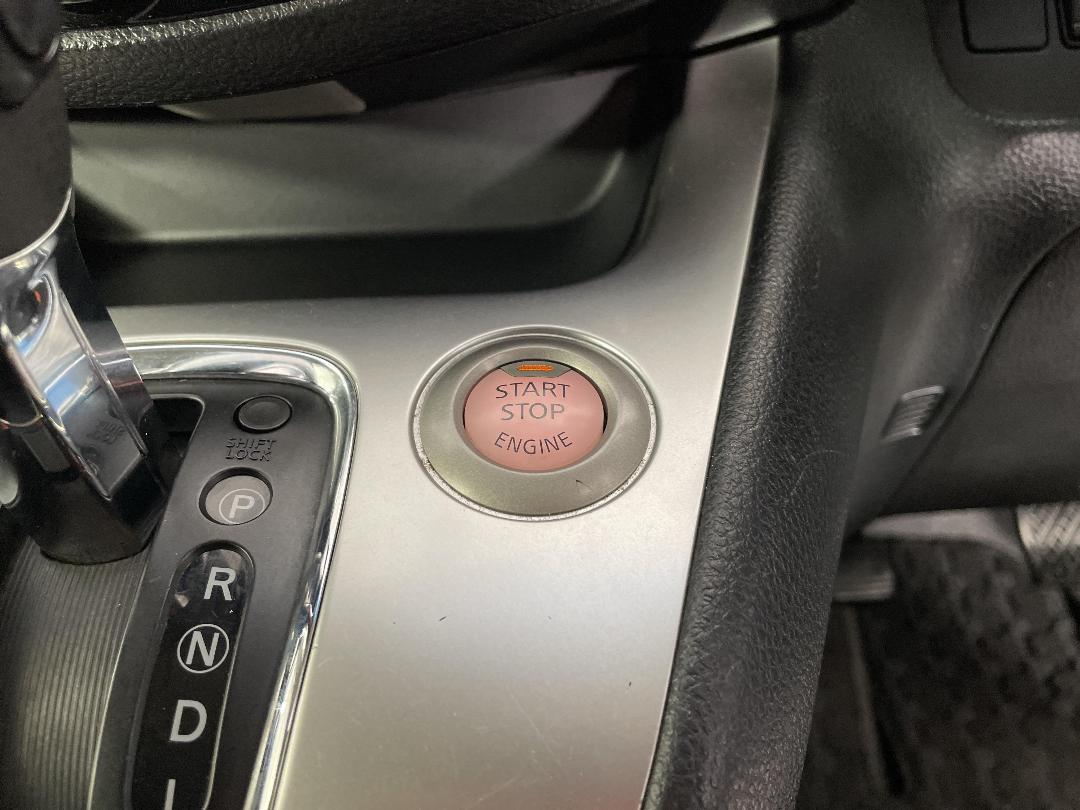 START
STOP
ENGINE
SHIFT
LOCK
P
R
N
D